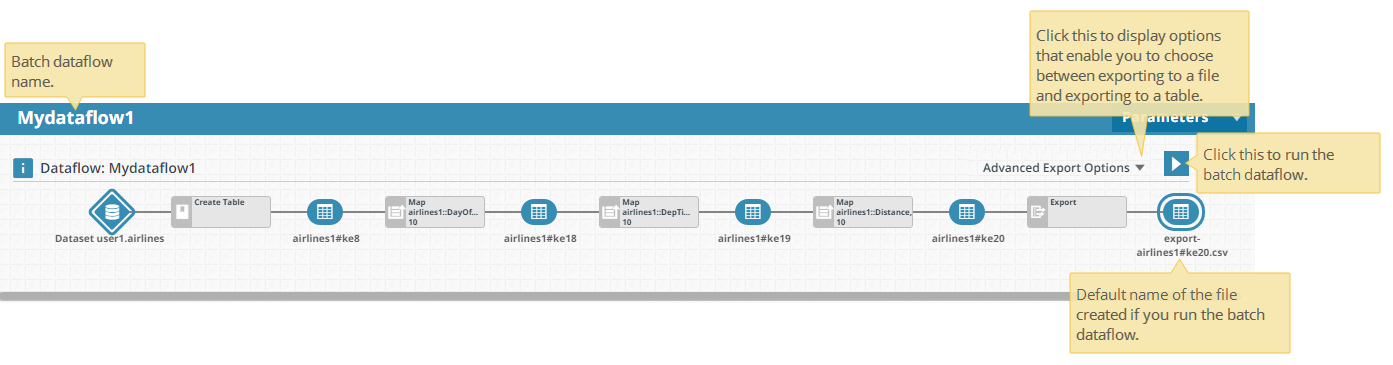 Click this to display options
that enable you to choose
between exporting to a file
and exporting to a table.
Batch dataflow
name.
Mydataflow1
Parameters
Click this to run the
batch dataflow.
i Dataflow: Mydataflow1
Advanced Export Options
Create Table
Map
airlines1::DayOf...
10
Map
airlines1::DepTi...
10
Map
airlines1::Distance,
10
Export
Dataset user1.airlines
airlines1#ke8
airlines1#ke18
airlines1#ke19
airlines1#ke20
export-
airlines1#ke20.csv
Default name of the file
created if you run the batch
dataflow.